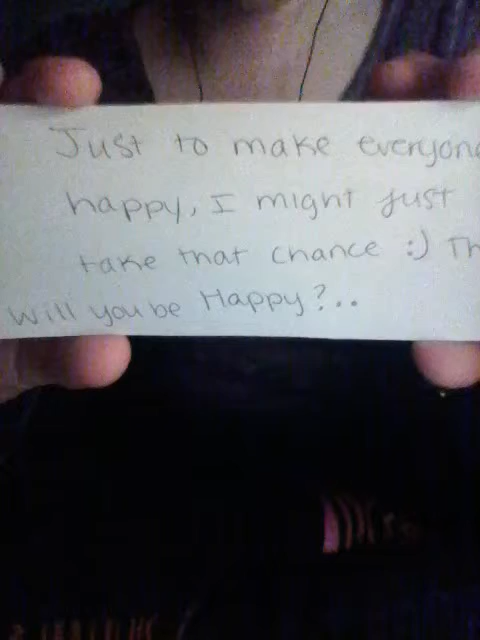 Just to make everyone
happy, I might just
take that chance :) Th
will you be Happy?..